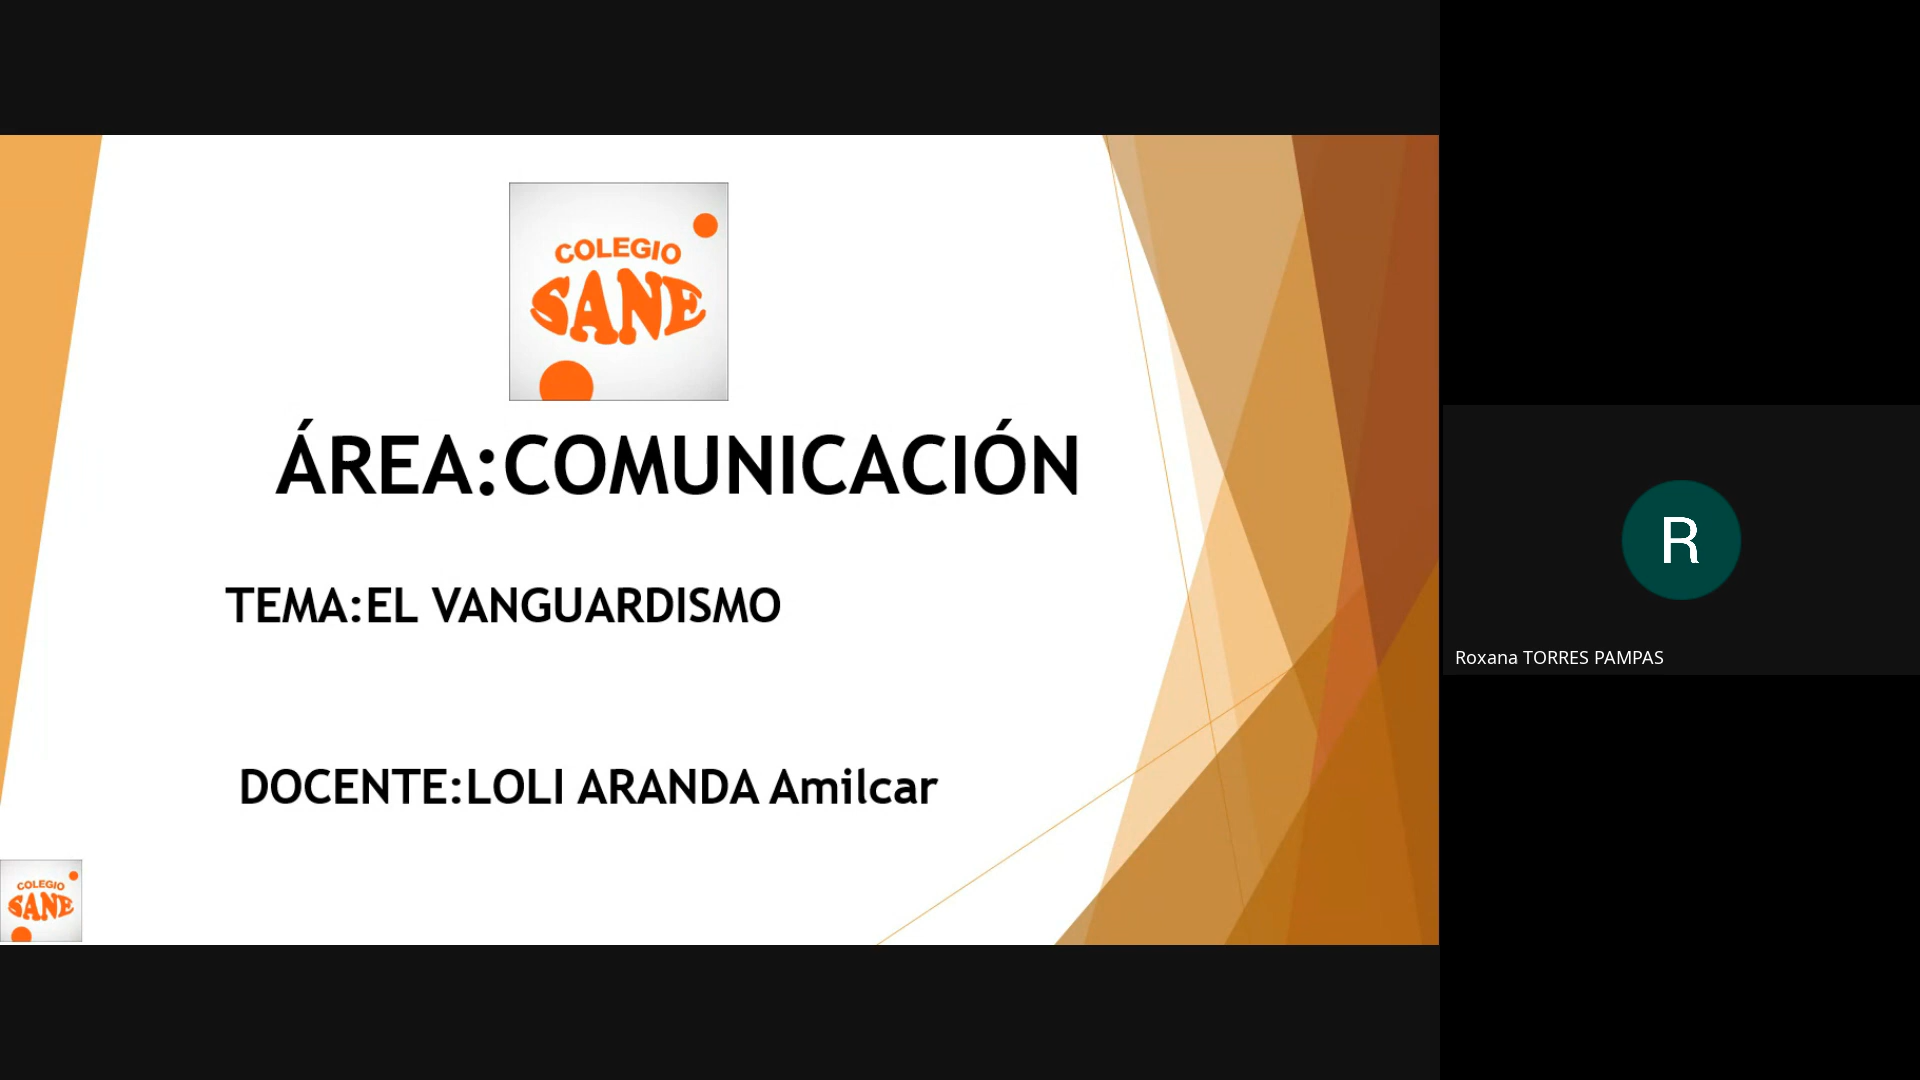 COLEGIO
SANE
ÁREA:COMUNICACIÓN
TEMA:EL VANGUARDISMO
DOCENTE:LOLI ARANDA Amilcar
COLEGIO
SANE
R
Roxana TORRES PAMPAS